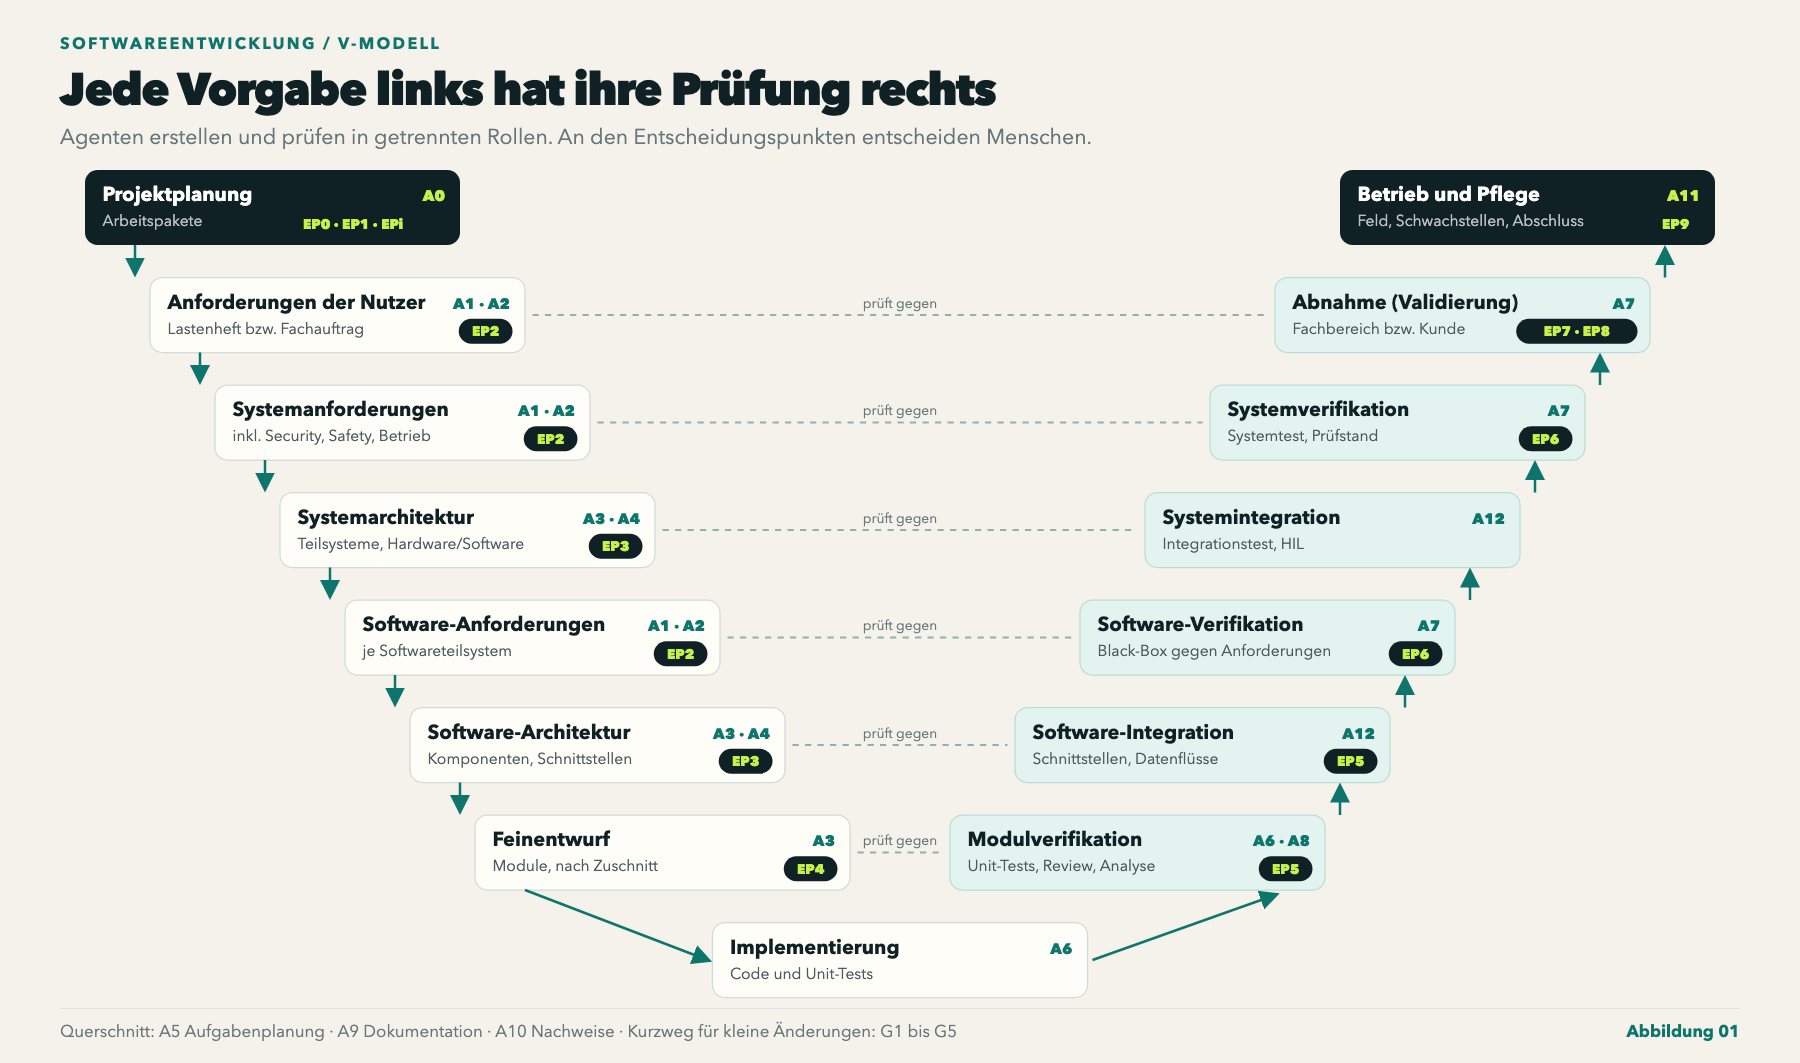 SOFTWAREENTWICKLUNG / V-MODELL
Jede Vorgabe links hat ihre Prüfung rechts
Agenten erstellen und prüfen in getrennten Rollen. An den Entscheidungspunkten entscheiden Menschen.
Projektplanung A0
Arbeitspakete EP0 · EP1 · EPi
Betrieb und Pflege A11
Feld, Schwachstellen, Abschluss EP9
Anforderungen der Nutzer A1 · A2
Lastenheft bzw. Fachauftrag EP2
prüft gegen
Abnahme (Validierung) A7
Fachbereich bzw. Kunde EP7 · EP8
Systemanforderungen A1 · A2
inkl. Security, Safety, Betrieb EP2
prüft gegen
Systemverifikation A7
Systemtest, Prüfstand EP6
Systemarchitektur A3 · A4
Teilsysteme, Hardware/Software EP3
prüft gegen
Systemintegration A12
Integrationstest, HIL
Software-Anforderungen A1 · A2
je Softwareteilsystem EP2
prüft gegen
Software-Verifikation A7
Black-Box gegen Anforderungen EP6
Software-Architektur A3 · A4
Komponenten, Schnittstellen EP3
prüft gegen
Software-Integration A12
Schnittstellen, Datenflüsse EP5
Feinentwurf A3
Module, nach Zuschnitt EP4
prüft gegen
Modulverifikation A6 · A8
Unit-Tests, Review, Analyse EP5
Implementierung A6
Code und Unit-Tests
Querschnitt: A5 Aufgabenplanung · A9 Dokumentation · A10 Nachweise · Kurzweg für kleine Änderungen: G1 bis G5
Abbildung 01